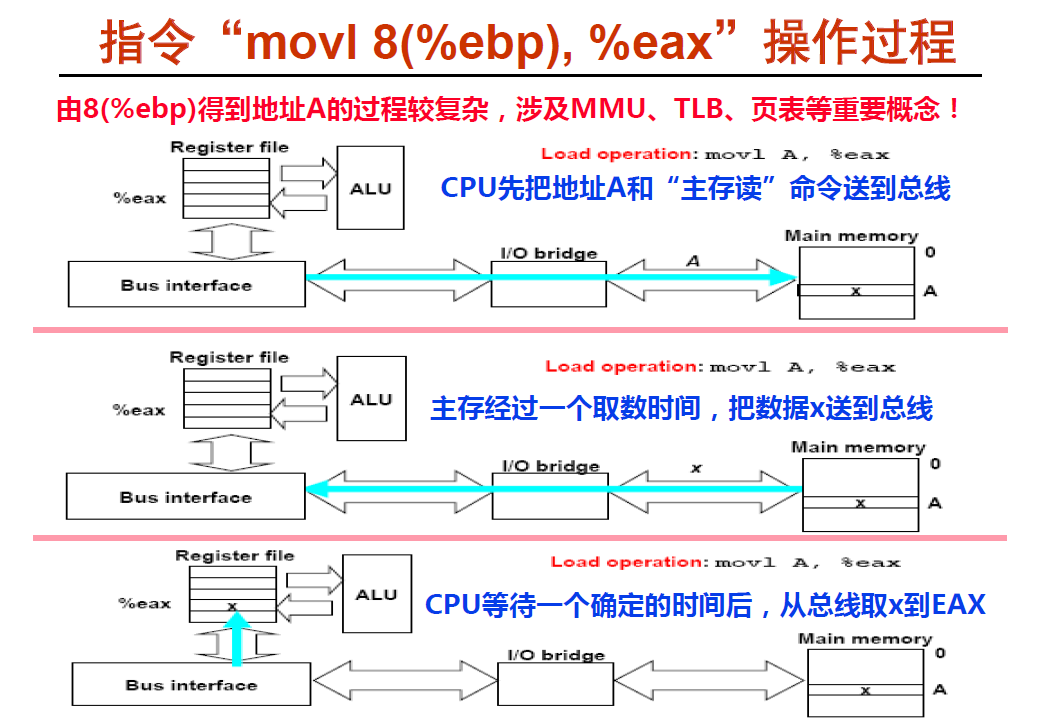 指令“movl 8(%ebp), %eax”操作过程
由8(%ebp)得到地址A的过程较复杂，涉及MMU、TLB、页表等重要概念！
Register file
Load operation: movl A, %eax
ALU
CPU先把地址A和“主存读”命令送到总线
%eax
Main memory
I/O bridge
A
0
Bus interface
x
A
Register file
Load operation: movl A, %eax
ALU
主存经过一个取数时间，把数据x送到总线
%eax
Main memory
I/O bridge
x
0
Bus interface
x
A
Register file
Load operation: movl A, %eax
ALU
%eax
x
CPU等待一个确定的时间后，从总线取x到EAX
Main memory
I/O bridge
0
Bus interface
x
A